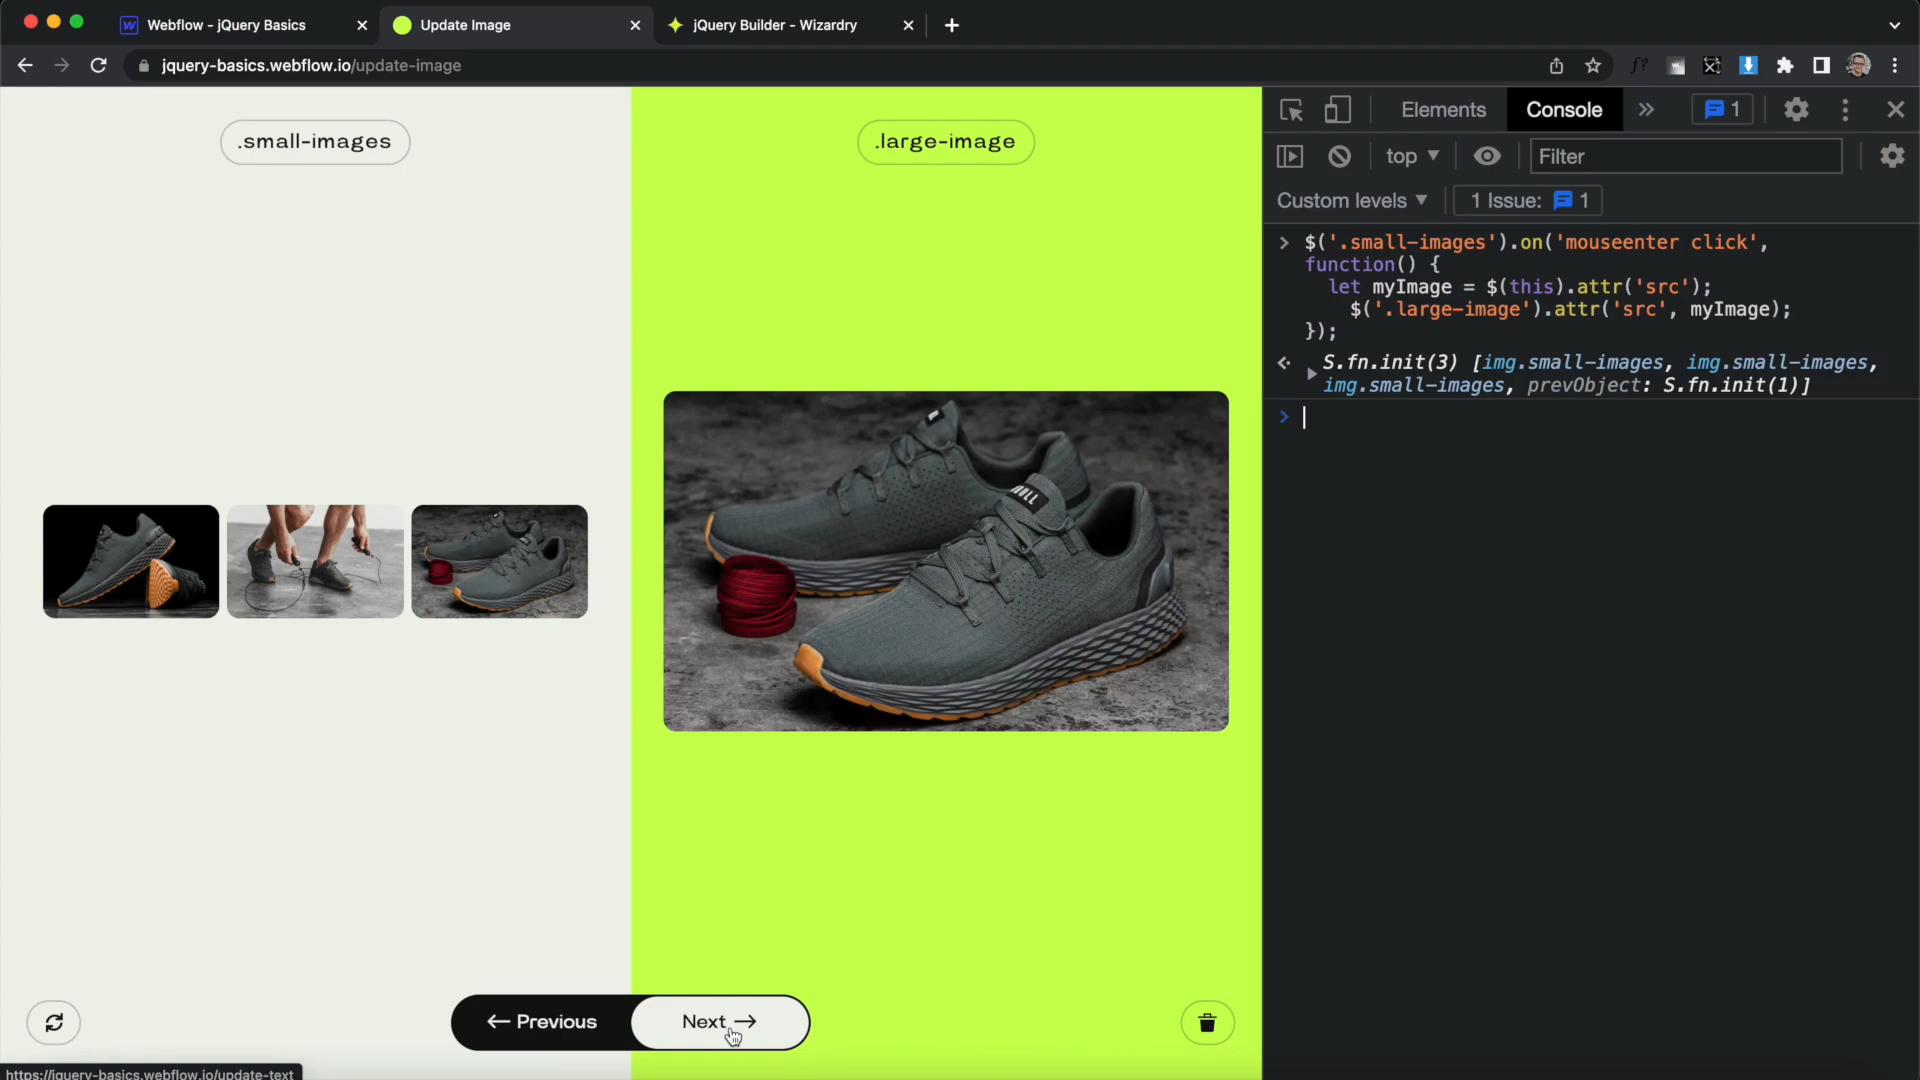 Webflow - jQuery Basics
Update Image
jQuery Builder - Wizardry
jquery-basics.webflow.io/update-image
.small-images
.large-image
Elements
Console
1
top
Filter
Custom levels
1 Issue: 1
> $('.small-images').on('mouseenter click',
function() {
let myImage = $(this).attr('src');
$('.large-image').attr('src', myImage);
});
S.fn.init(3) [img.small-images, img.small-images,
img.small-images, prevObject: S.fn.init(1)]
>
← Previous
Next →
https://jquery-basics.webflow.io/update-text